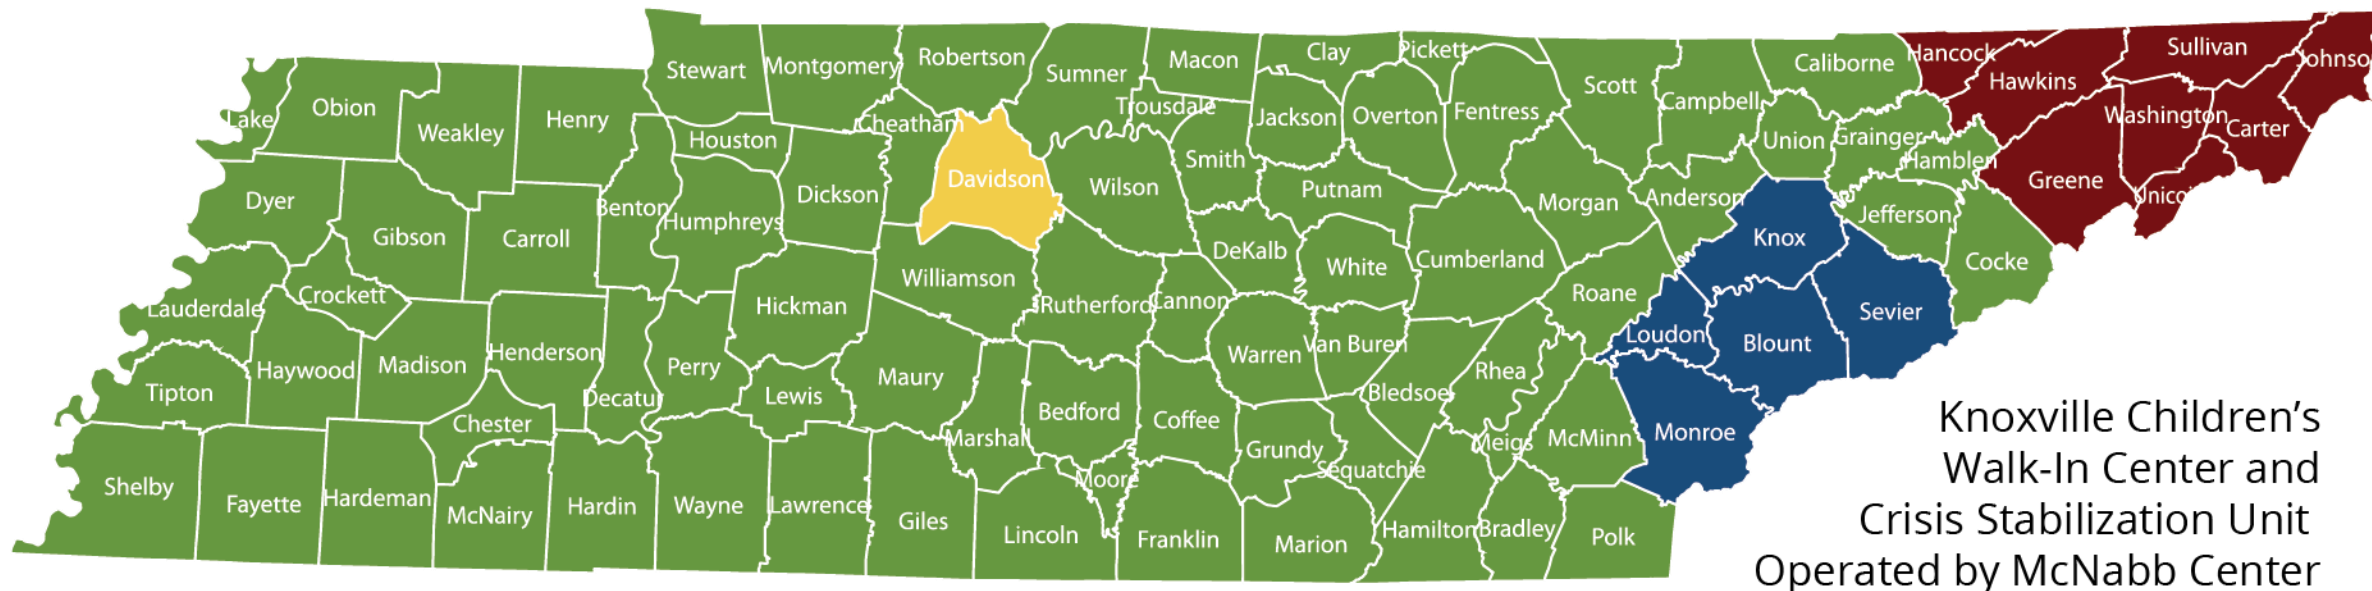 Stewart
Montgomery
Robertson
Sumner
Macon
Clay
Pickett
Scott
Campbell
Caliborne
Hancock
Hawkins
Sullivan
Johnso
Lake
Obion
Weakley
Henry
Houston
Cheatham
Trousdale
Jackson
Overton
Fentress
Union
Grainger
Hamblen
Washington
Carter
Greene
Unico
Dyer
Gibson
Carroll
Benton
Humphreys
Dickson
Davidson
Wilson
Smith
Putnam
Morgan
Anderson
Knox
Jefferson
Cocke
Lauderdale
Crockett
Hickman
Williamson
Rutherford
Cannon
DeKalb
White
Cumberland
Roane
Loudon
Blount
Sevier
Tipton
Haywood
Madison
Henderson
Decatur
Perry
Lewis
Maury
Bedford
Coffee
Warren
Van Buren
Bledsoe
Rhea
Chester
Marshall
Moore
Grundy
Sequatchie
Meigs
McMinn
Monroe
Shelby
Fayette
Hardeman
McNairy
Hardin
Wayne
Lawrence
Giles
Lincoln
Franklin
Marion
Hamilton
Bradley
Polk
Knoxville Children’s
Walk-In Center and
Crisis Stabilization Unit
Operated by McNabb Center